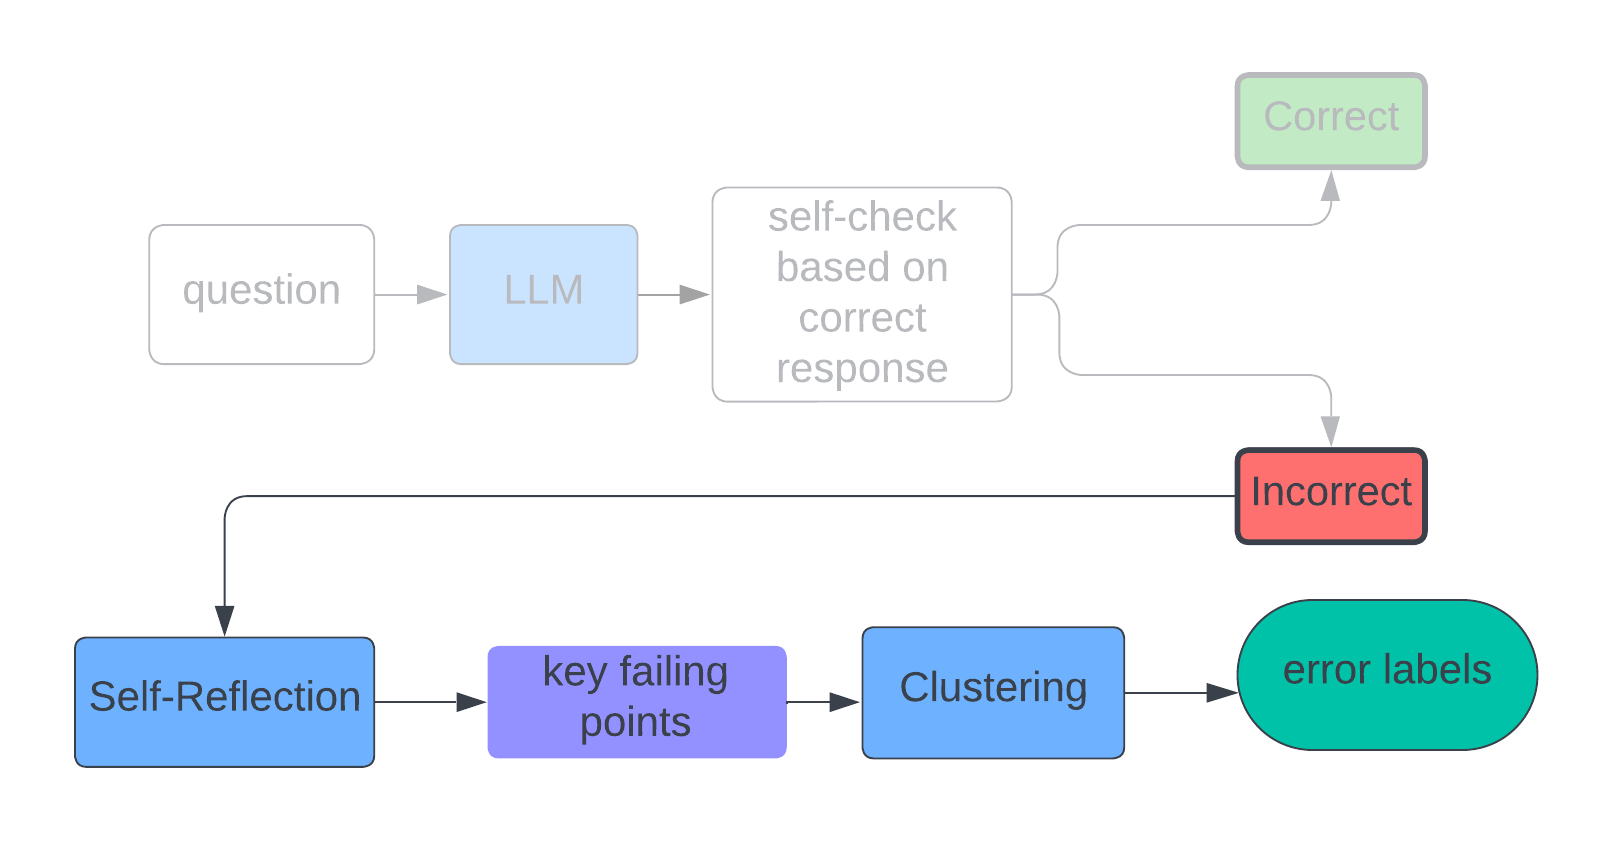 Correct
question
LLM
self-check
based on
correct
response
Incorrect
Self-Reflection
key failing
points
Clustering
error labels